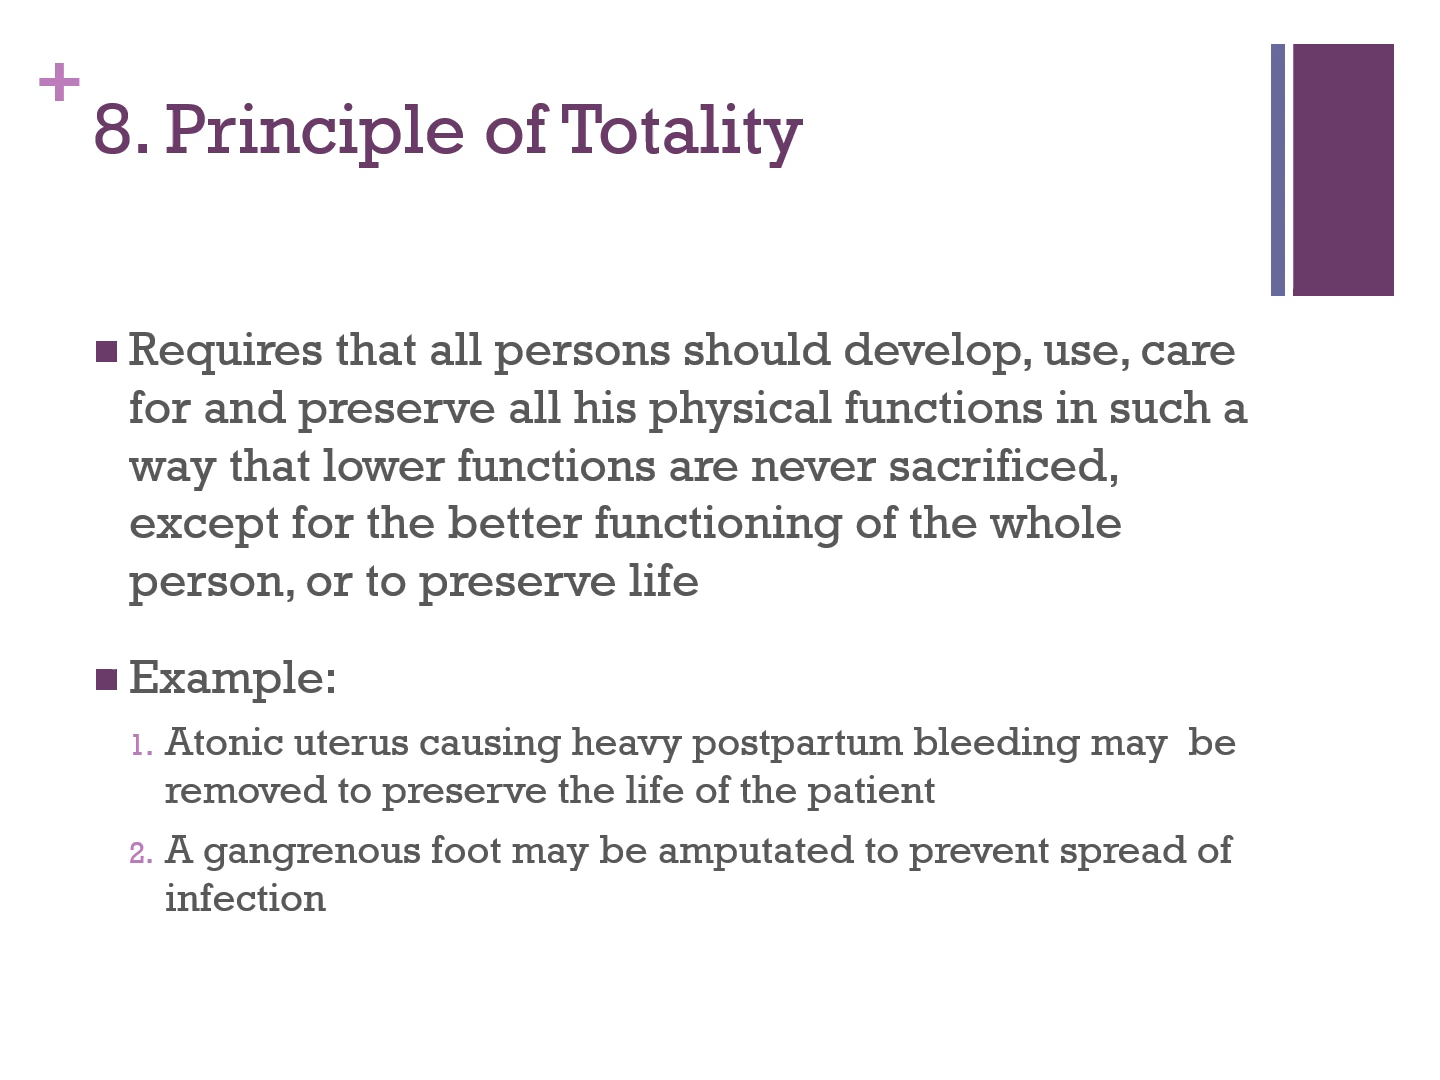 +
8. Principle of Totality
■ Requires that all persons should develop, use, care
for and preserve all his physical functions in such a
way that lower functions are never sacrificed,
except for the better functioning of the whole
person, or to preserve life
■ Example:
1. Atonic uterus causing heavy postpartum bleeding may  be
removed to preserve the life of the patient
2. A gangrenous foot may be amputated to prevent spread of
infection